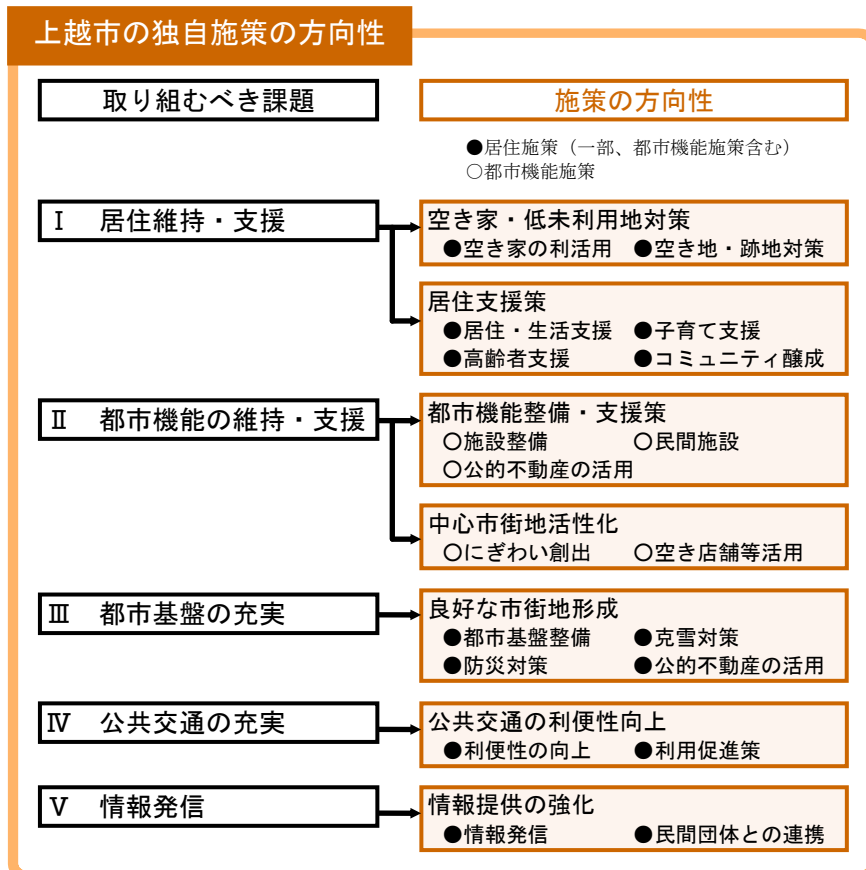 上越市の独自施策の方向性
取り組むべき課題
施策の方向性
●居住施策（一部、都市機能施策含む）
○都市機能施策
Ⅰ 居住維持・支援
空き家・低未利用地対策
●空き家の利活用 ●空き地・跡地対策
居住支援策
●居住・生活支援 ●子育て支援
●高齢者支援 ●コミュニティ醸成
Ⅱ 都市機能の維持・支援
都市機能整備・支援策
○施設整備 ○民間施設
○公的不動産の活用
中心市街地活性化
○にぎわい創出 ○空き店舗等活用
Ⅲ 都市基盤の充実
良好な市街地形成
●都市基盤整備 ●克雪対策
●防災対策 ●公的不動産の活用
Ⅳ 公共交通の充実
公共交通の利便性向上
●利便性の向上 ●利用促進策
Ⅴ 情報発信
情報提供の強化
●情報発信 ●民間団体との連携